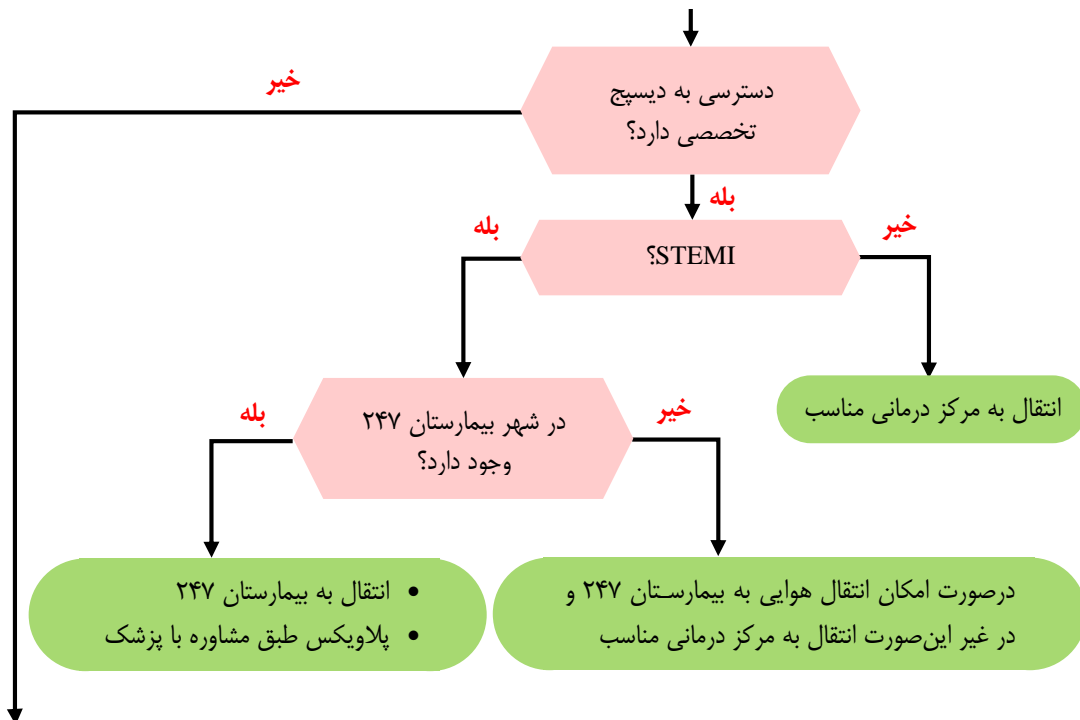 دسترسی به دیسپچ
تخصصی دارد؟
خیر
بله
STEMI؟
بله
خیر
انتقال به مرکز درمانی مناسب
در شهر بیمارستان ۲۴۷
وجود دارد؟
خیر
بله
درصورت امکان انتقال هوایی به بیمارسـتان ۲۴۷ و
در غیر این‌صورت انتقال به مرکز درمانی مناسب
• انتقال به بیمارستان ۲۴۷
• پلاویکس طبق مشاوره با پزشک